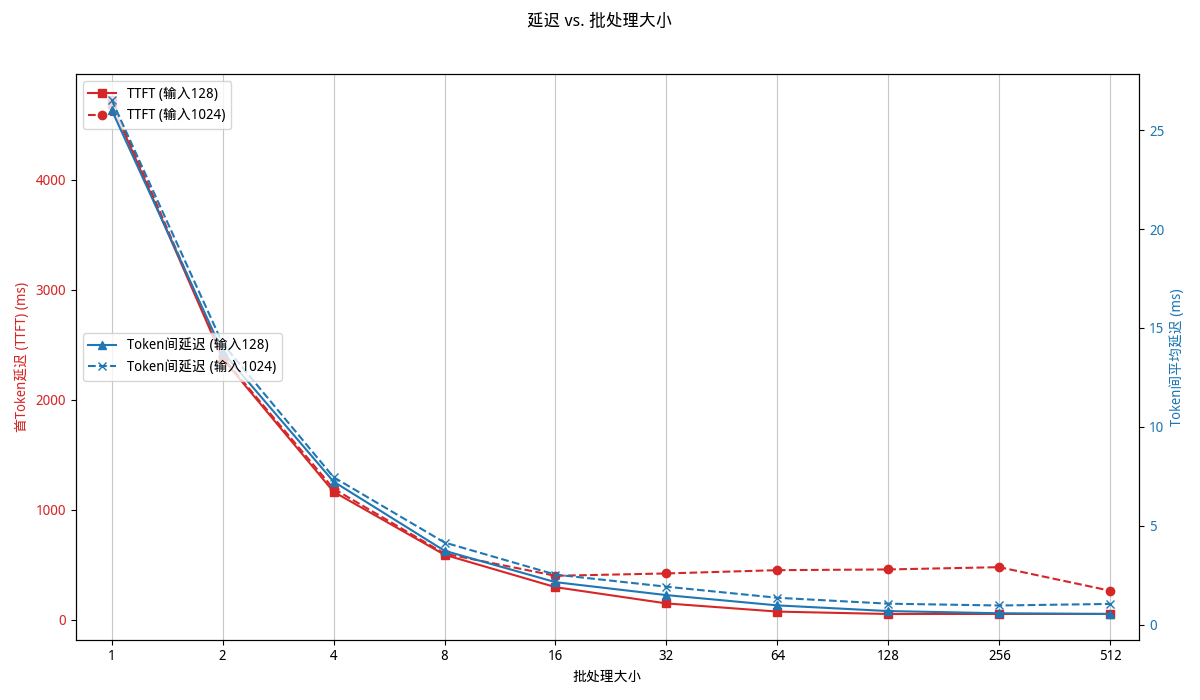 延迟 vs. 批处理大小
TTFT (输入128)
TTFT (输入1024)
Token间延迟 (输入128)
Token间延迟 (输入1024)
首Token延迟 (TTFT) (ms)
4000
3000
2000
1000
0
Token间平均延迟 (ms)
25
20
15
10
5
0
1 2 4 8 16 32 64 128 256 512
批处理大小